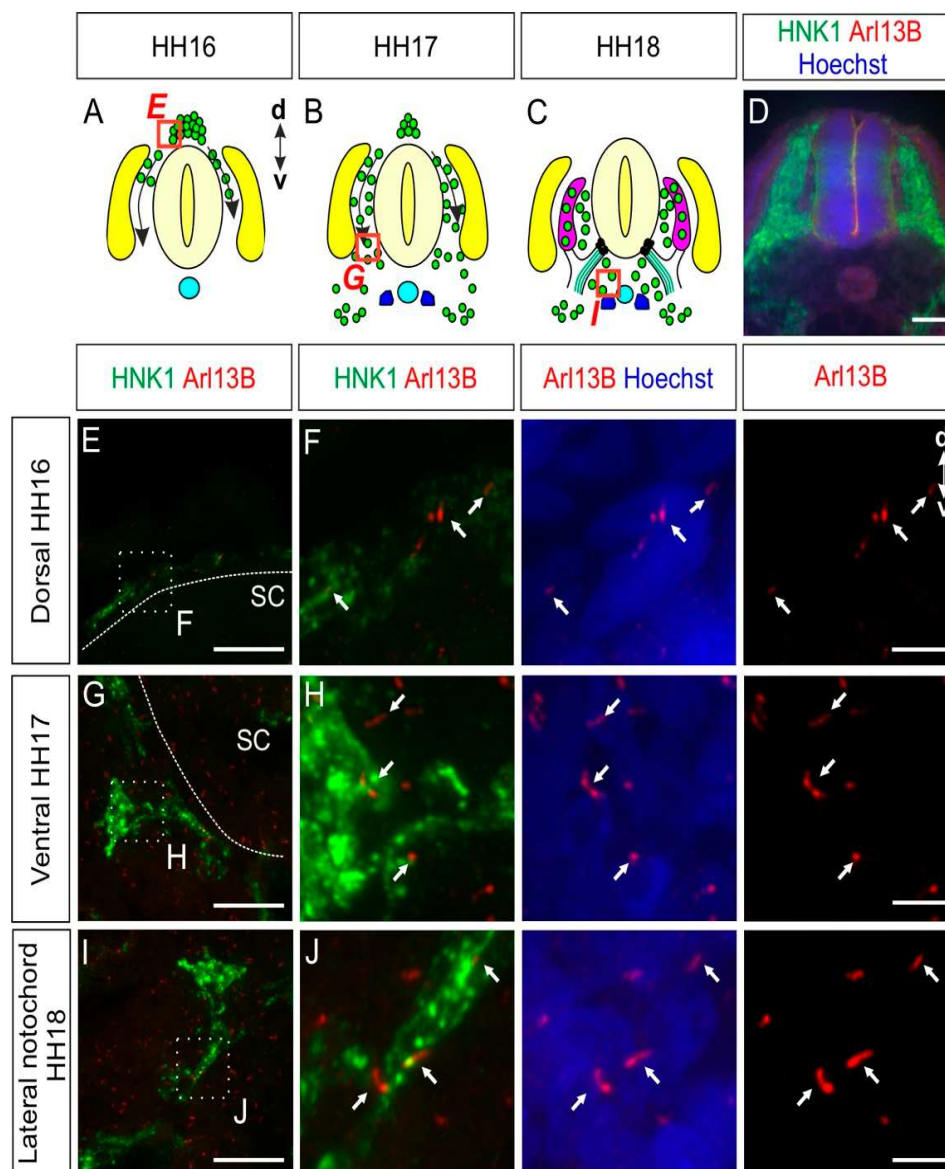 HH16
HH17
HH18
HNK1 Arl13B
Hoechst
A
E
d
v
B
G
C
I
D
HNK1 Arl13B
HNK1 Arl13B
Arl13B Hoechst
Arl13B
Dorsal HH16
E
SC
F
F
d
v
Ventral HH17
G
SC
H
H
Lateral notochord
HH18
I
J
J